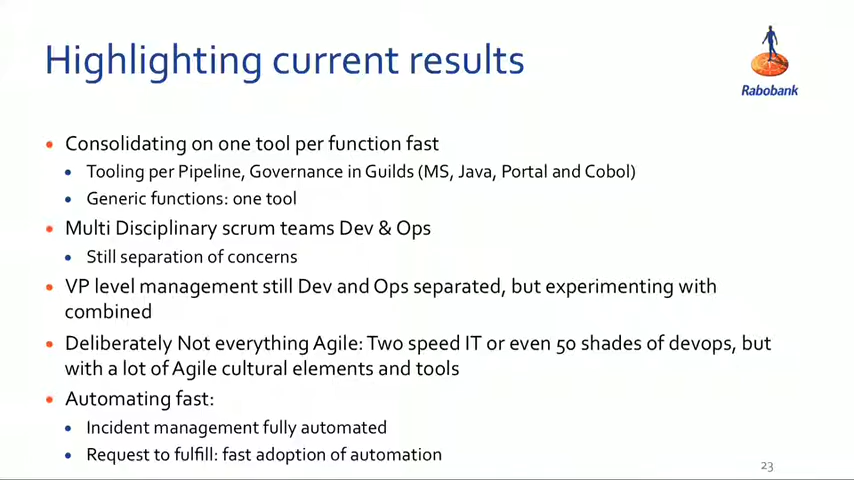 Highlighting current results
Rabobank
Consolidating on one tool per function fast
Tooling per Pipeline, Governance in Guilds (MS, Java, Portal and Cobol)
Generic functions: one tool
Multi Disciplinary scrum teams Dev & Ops
Still separation of concerns
VP level management still Dev and Ops separated, but experimenting with
combined
Deliberately Not everything Agile: Two speed IT or even 50 shades of devops, but
with a lot of Agile cultural elements and tools
Automating fast:
Incident management fully automated
Request to fulfill: fast adoption of automation
23